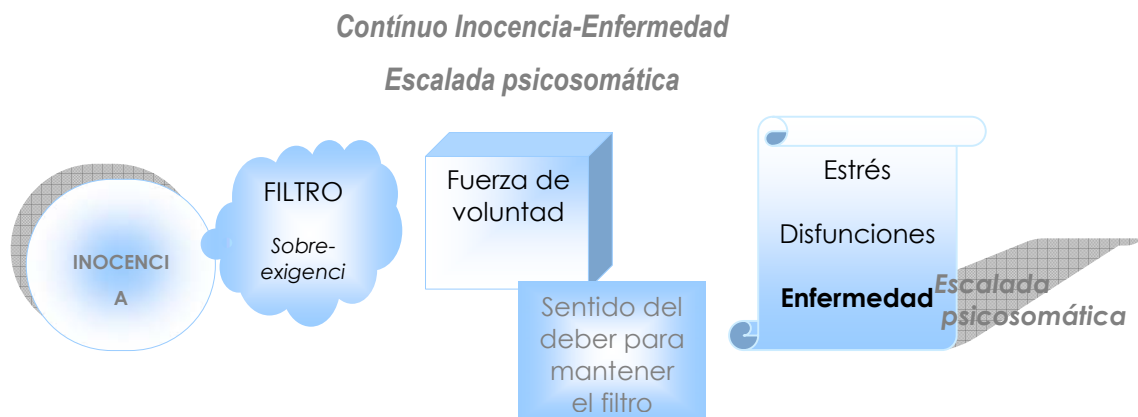 Contínuo Inocencia-Enfermedad
Escalada psicosomática
INOCENCI
A
FILTRO
Sobre-
exigenci
Fuerza de
voluntad
Sentido del
deber para
mantener
el filtro
Estrés
Disfunciones
Enfermedad
Escalada
psicosomática